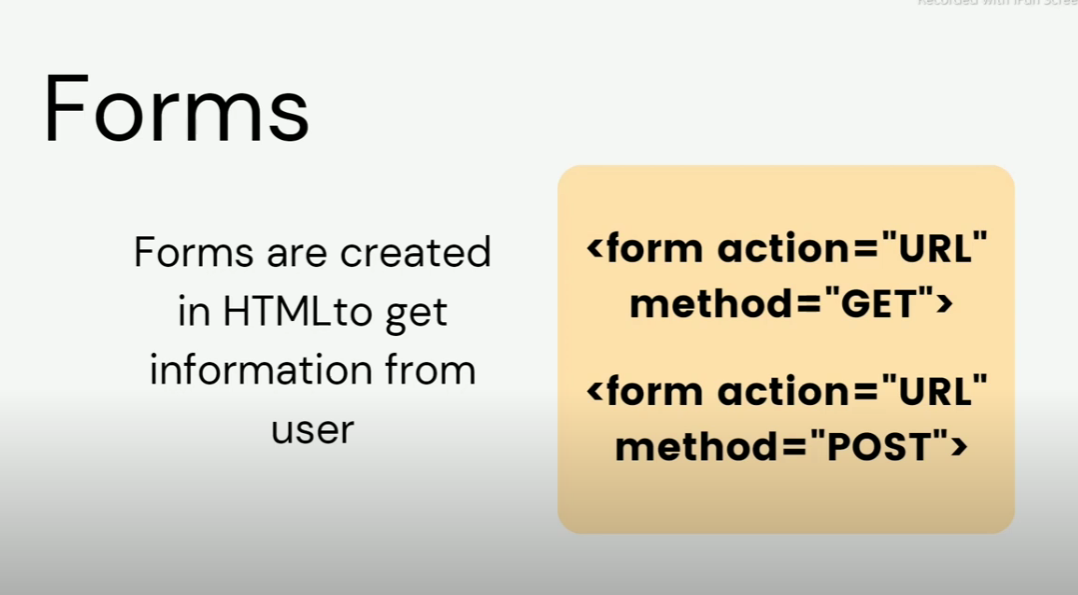 Recorded with iFun Scree
Forms
Forms are created
in HTMLto get
information from
user
<form action="URL"
method="GET">
<form action="URL"
method="POST">